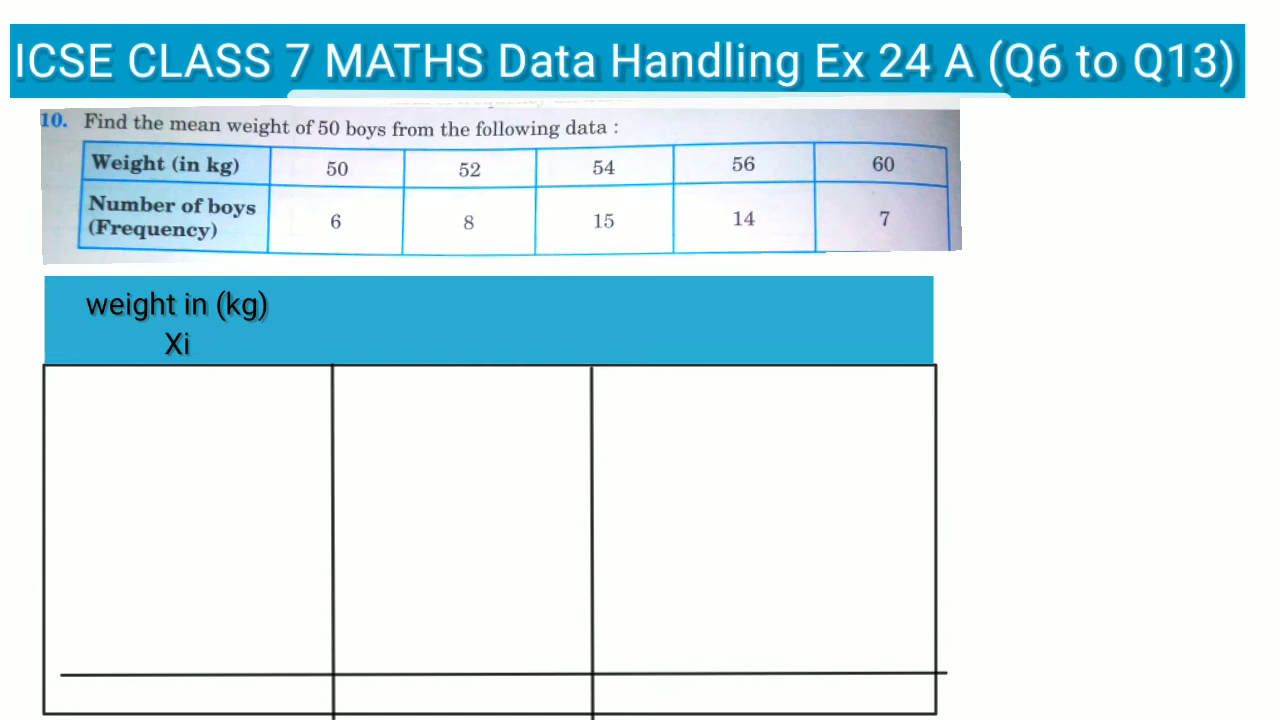 ICSE CLASS 7 MATHS Data Handling Ex 24 A (Q6 to Q13)
10. Find the mean weight of 50 boys from the following data :
Weight (in kg) 50 52 54 56 60
Number of boys
(Frequency) 6 8 15 14 7
weight in (kg)
Xi